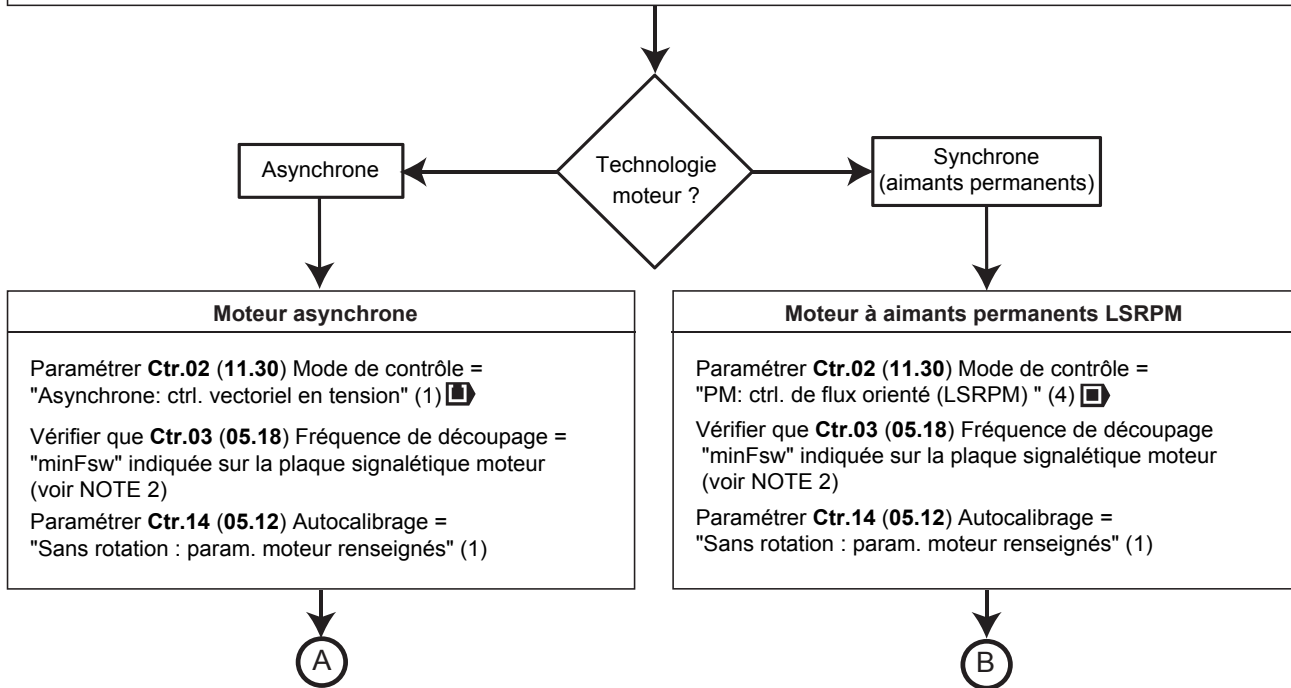 Technologie
moteur ?
Asynchrone
Synchrone
(aimants permanents)
Moteur asynchrone
Paramétrer Ctr.02 (11.30) Mode de contrôle =
"Asynchrone: ctrl. vectoriel en tension" (1)
Vérifier que Ctr.03 (05.18) Fréquence de découpage =
"minFsw" indiquée sur la plaque signalétique moteur
(voir NOTE 2)
Paramétrer Ctr.14 (05.12) Autocalibrage =
"Sans rotation : param. moteur renseignés" (1)
A
Moteur à aimants permanents LSRPM
Paramétrer Ctr.02 (11.30) Mode de contrôle =
"PM: ctrl. de flux orienté (LSRPM) " (4)
Vérifier que Ctr.03 (05.18) Fréquence de découpage
"minFsw" indiquée sur la plaque signalétique moteur
(voir NOTE 2)
Paramétrer Ctr.14 (05.12) Autocalibrage =
"Sans rotation : param. moteur renseignés" (1)
B